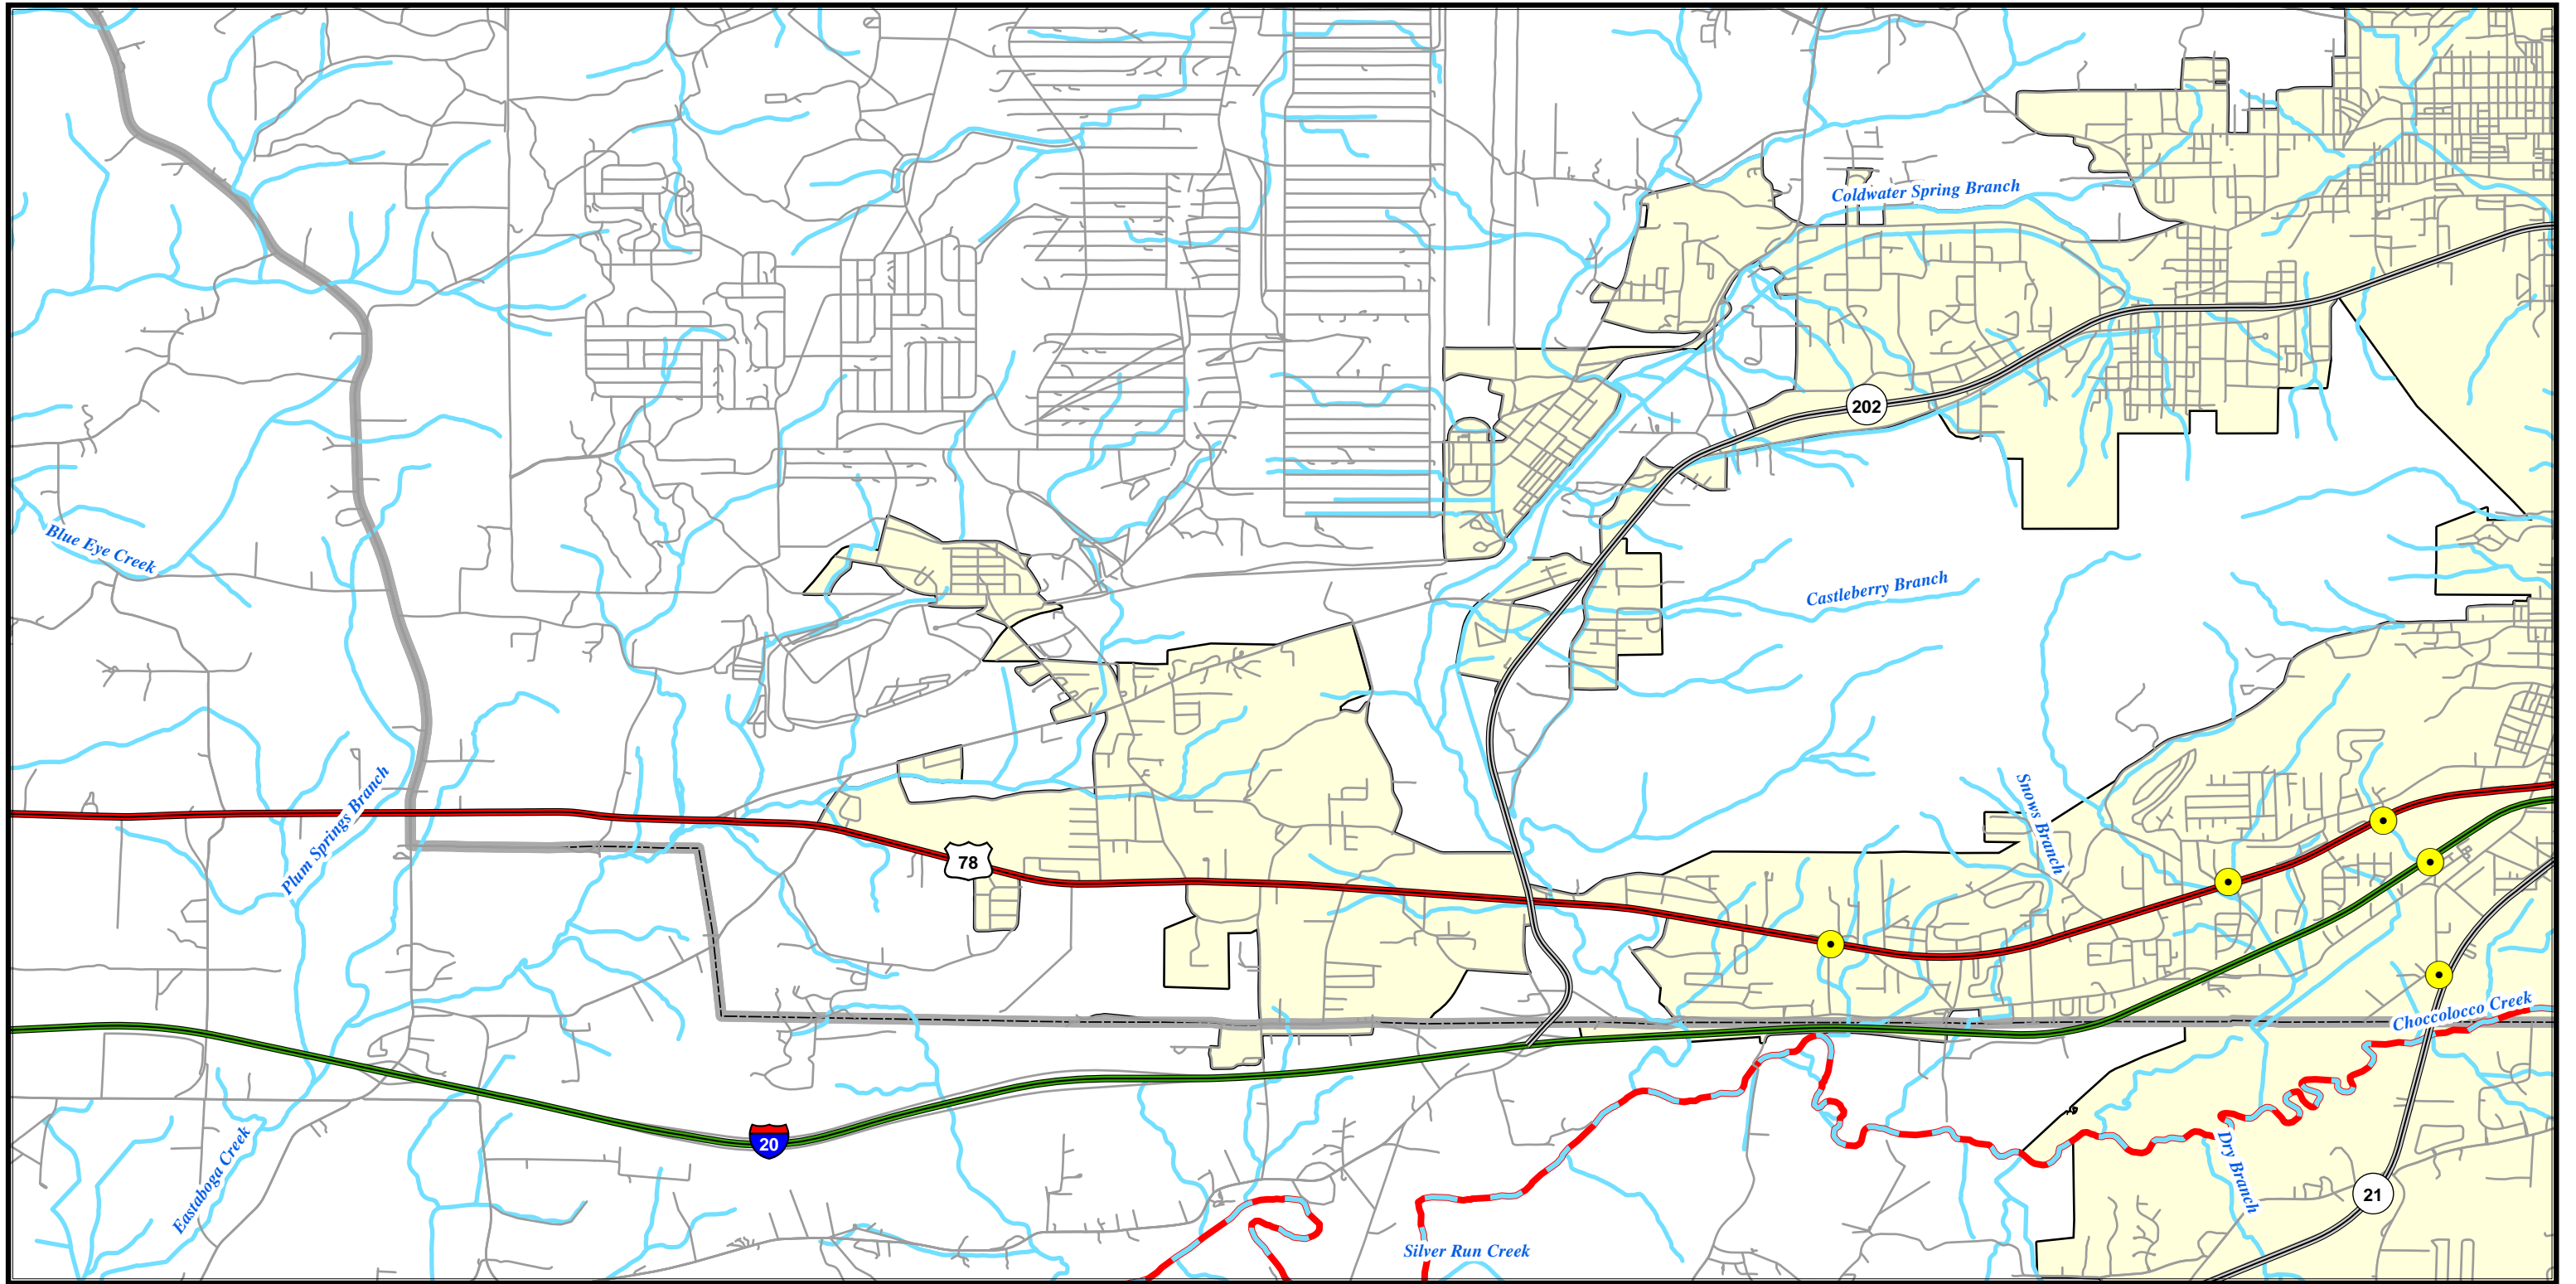 Coldwater Spring Branch
202
Blue Eye Creek
Castleberry Branch
Plum Springs Branch
Snows Branch
78
Choccolocco Creek
20
Eastaboga Creek
Dry Branch
21
Silver Run Creek